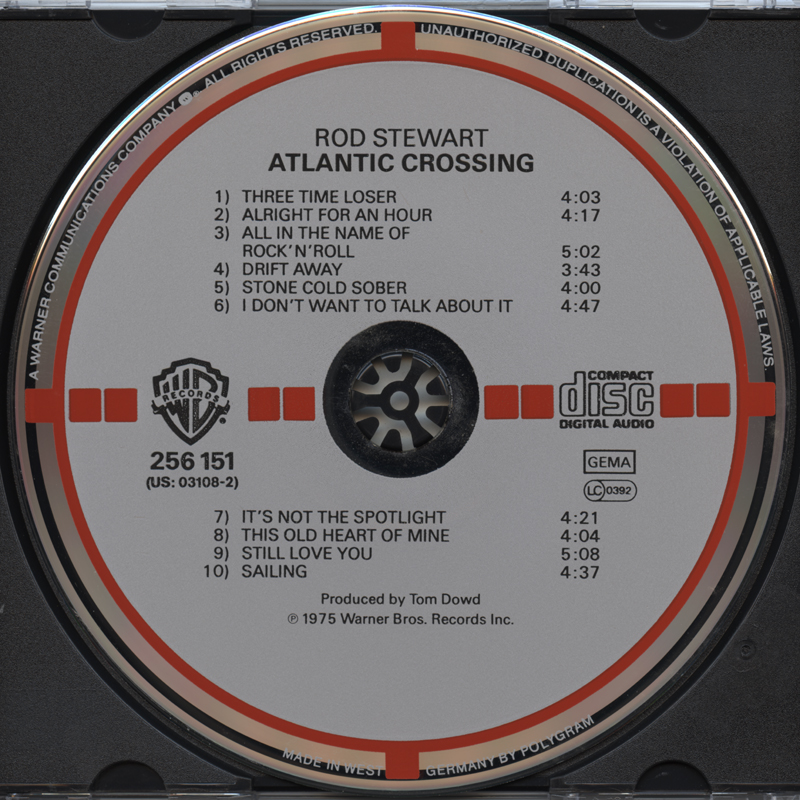 A WARNER COMMUNICATIONS COMPANY ALL RIGHTS RESERVED.
UNAUTHORIZED DUPLICATION IS A VIOLATION OF APPLICABLE LAWS.
ROD STEWART
ATLANTIC CROSSING
1) THREE TIME LOSER 4:03
2) ALRIGHT FOR AN HOUR 4:17
3) ALL IN THE NAME OF
ROCK'N'ROLL 5:02
4) DRIFT AWAY 3:43
5) STONE COLD SOBER 4:00
6) I DON'T WANT TO TALK ABOUT IT 4:47
WB RECORDS ®
COMPACT
disc
DIGITAL AUDIO
256 151
(US: 03108-2)
GEMA
LC 0392
7) IT'S NOT THE SPOTLIGHT 4:21
8) THIS OLD HEART OF MINE 4:04
9) STILL LOVE YOU 5:08
10) SAILING 4:37
Produced by Tom Dowd
℗ 1975 Warner Bros. Records Inc.
MADE IN WEST GERMANY BY POLYGRAM